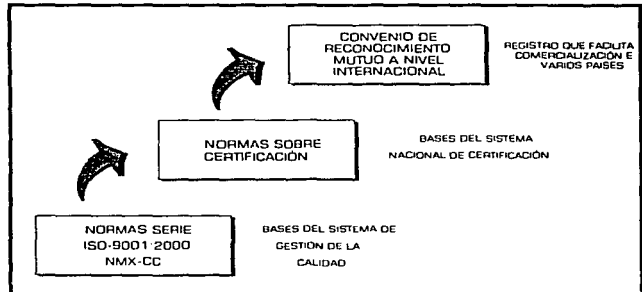 CONVENIO DE
RECONOCIMIENTO
MUTUO A NIVEL
INTERNACIONAL
REGISTRO QUE FACILITA
COMERCIALIZACIÓN E
VARIOS PAISES
NORMAS SOBRE
CERTIFICACIÓN
BASES DEL SISTEMA
NACIONAL DE CERTIFICACIÓN
NORMAS SERIE
ISO-9001:2000
NMX-CC
BASES DEL SISTEMA DE
GESTIÓN DE LA
CALIDAD